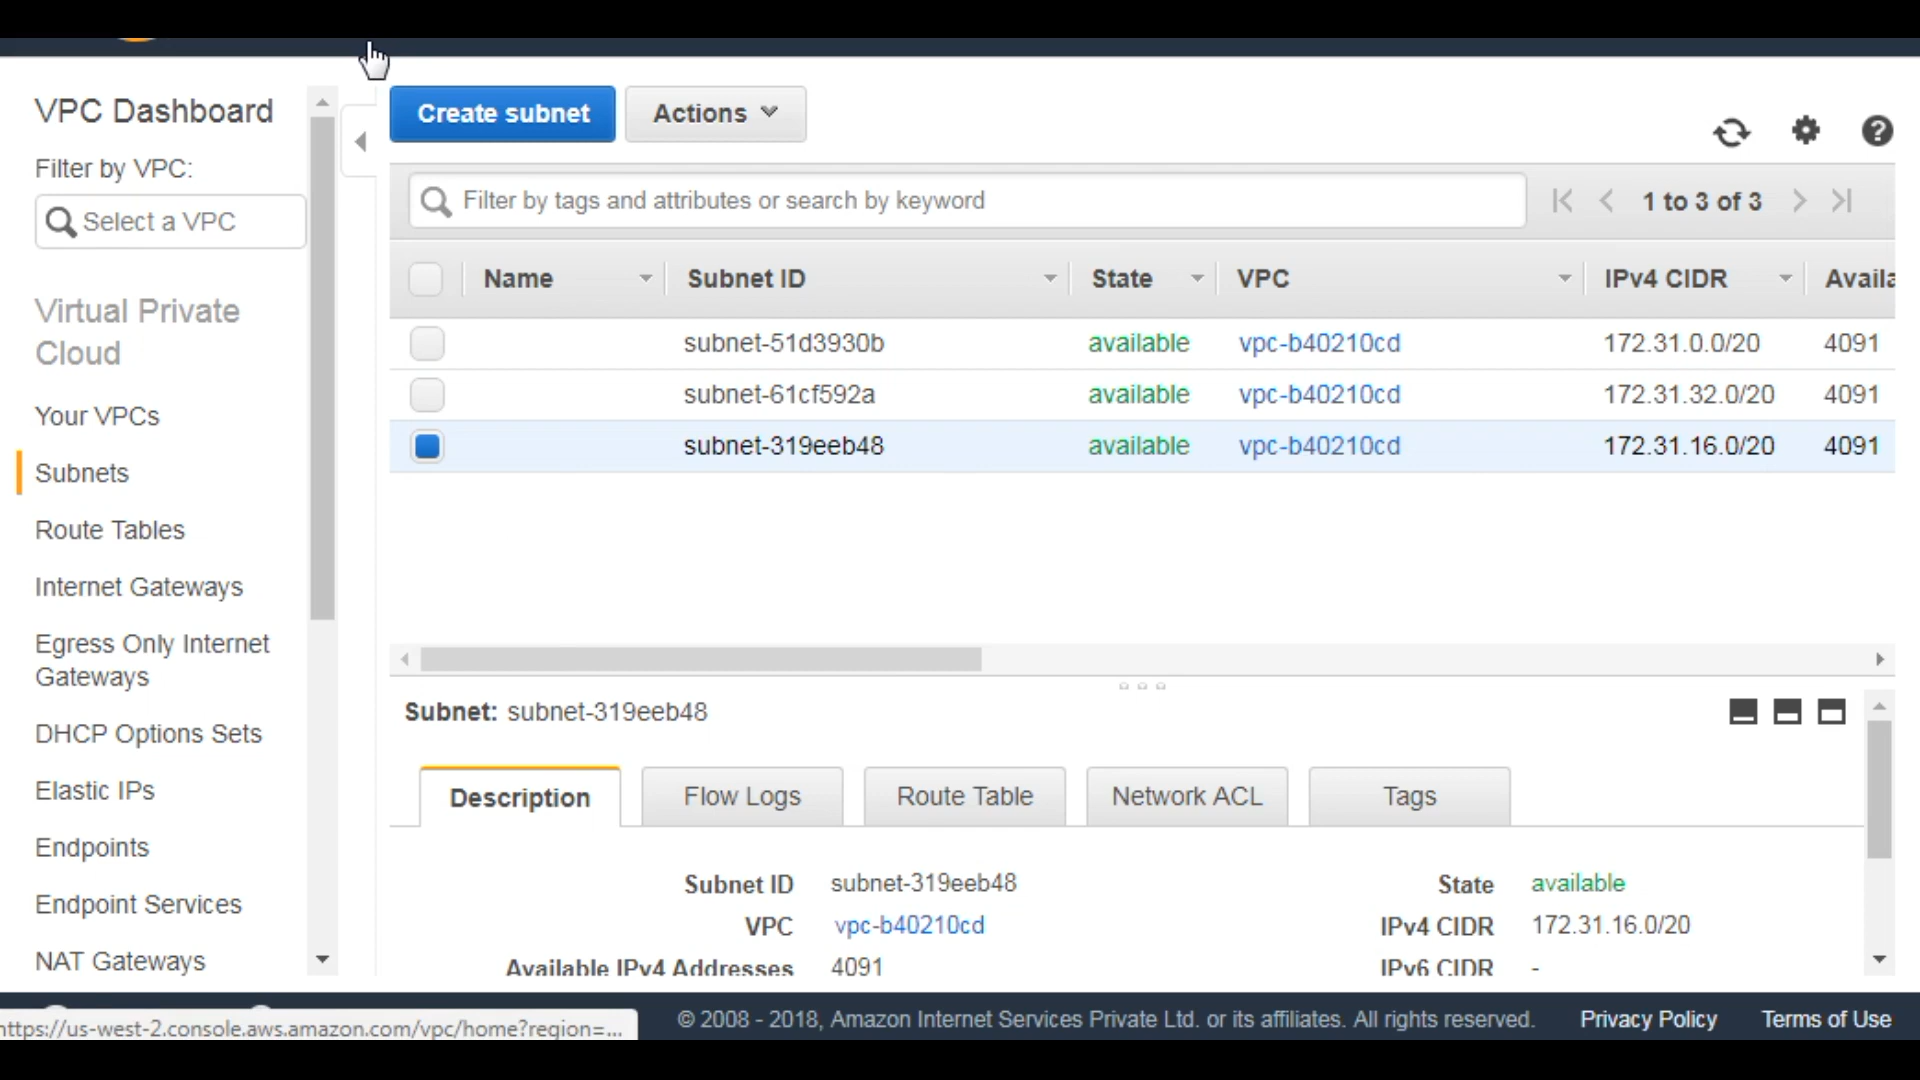 VPC Dashboard
Filter by VPC:
Select a VPC
Virtual Private
Cloud
Your VPCs
Subnets
Route Tables
Internet Gateways
Egress Only Internet
Gateways
DHCP Options Sets
Elastic IPs
Endpoints
Endpoint Services
NAT Gateways
Create subnet Actions
Filter by tags and attributes or search by keyword 1 to 3 of 3
Name Subnet ID State VPC IPv4 CIDR Availa
subnet-51d3930b available vpc-b40210cd 172.31.0.0/20 4091
subnet-61cf592a available vpc-b40210cd 172.31.32.0/20 4091
subnet-319eeb48 available vpc-b40210cd 172.31.16.0/20 4091
Subnet: subnet-319eeb48
Description Flow Logs Route Table Network ACL Tags
Subnet ID subnet-319eeb48 State available
VPC vpc-b40210cd IPv4 CIDR 172.31.16.0/20
Available IPv4 Addresses 4091 IPv6 CIDR -
https://us-west-2.console.aws.amazon.com/vpc/home?region=... © 2008 - 2018, Amazon Internet Services Private Ltd. or its affiliates. All rights reserved. Privacy Policy Terms of Use